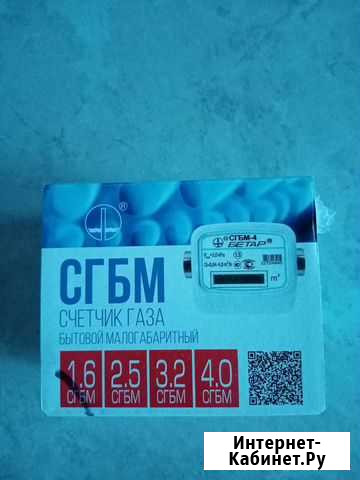 ®
®СГБМ-4
БЕТАР®
m³
СГБМ
СЧЕТЧИК ГАЗА
БЫТОВОЙ МАЛОГАБАРИТНЫЙ
1.6 2.5 3.2 4.0
СГБМ СГБМ СГБМ СГБМ
Интернет-
Кабинет.Ру